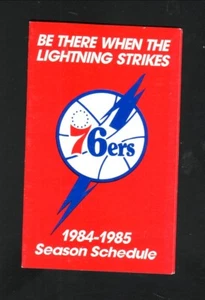 BE THERE WHEN THE
LIGHTNING STRIKES
76ers
1984-1985
Season Schedule